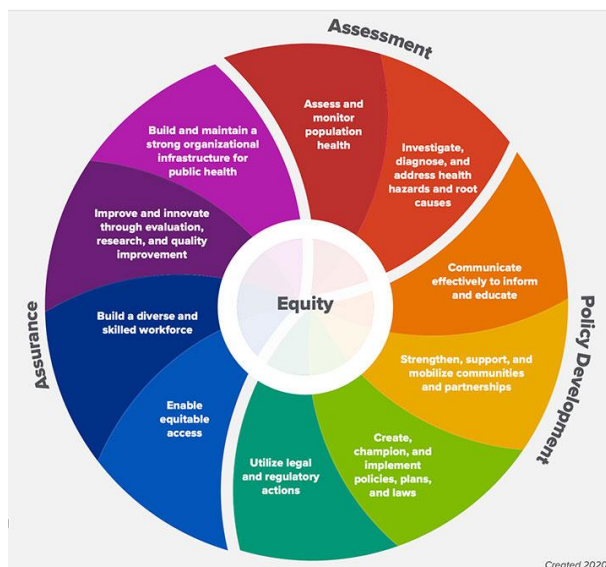 Assessment
Assess and
monitor
population
health
Investigate,
diagnose, and
address health
hazards and root
causes
Communicate
effectively to inform
and educate
Strengthen, support, and
mobilize communities
and partnerships
Create,
champion, and
implement
policies, plans,
and laws
Utilize legal
and regulatory
actions
Enable
equitable
access
Build a diverse and
skilled workforce
Improve and innovate
through evaluation,
research, and quality
improvement
Build and maintain a
strong organizational
infrastructure for
public health
Equity
Policy Development
Assurance
Created 2020